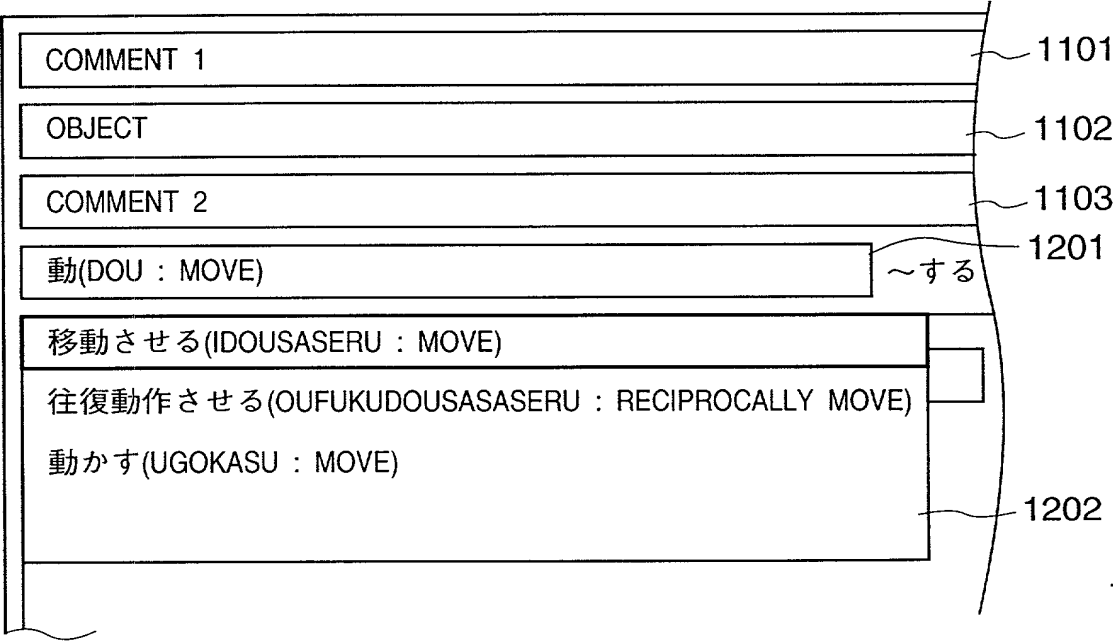 COMMENT 1 1101
OBJECT 1102
COMMENT 2 1103
動(DOU : MOVE) ～する 1201
移動させる(IDOUSASERU : MOVE)
往復動作させる(OUFUKUDOUSASASERU : RECIPROCALLY MOVE)
動かす(UGOKASU : MOVE)
1202